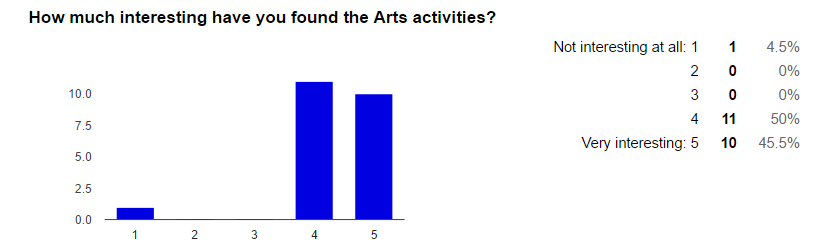 How much interesting have you found the Arts activities?
Not interesting at all: 1 1 4.5%
2 0 0%
3 0 0%
4 11 50%
Very interesting: 5 10 45.5%
10.0
7.5
5.0
2.5
0.0
1 2 3 4 5